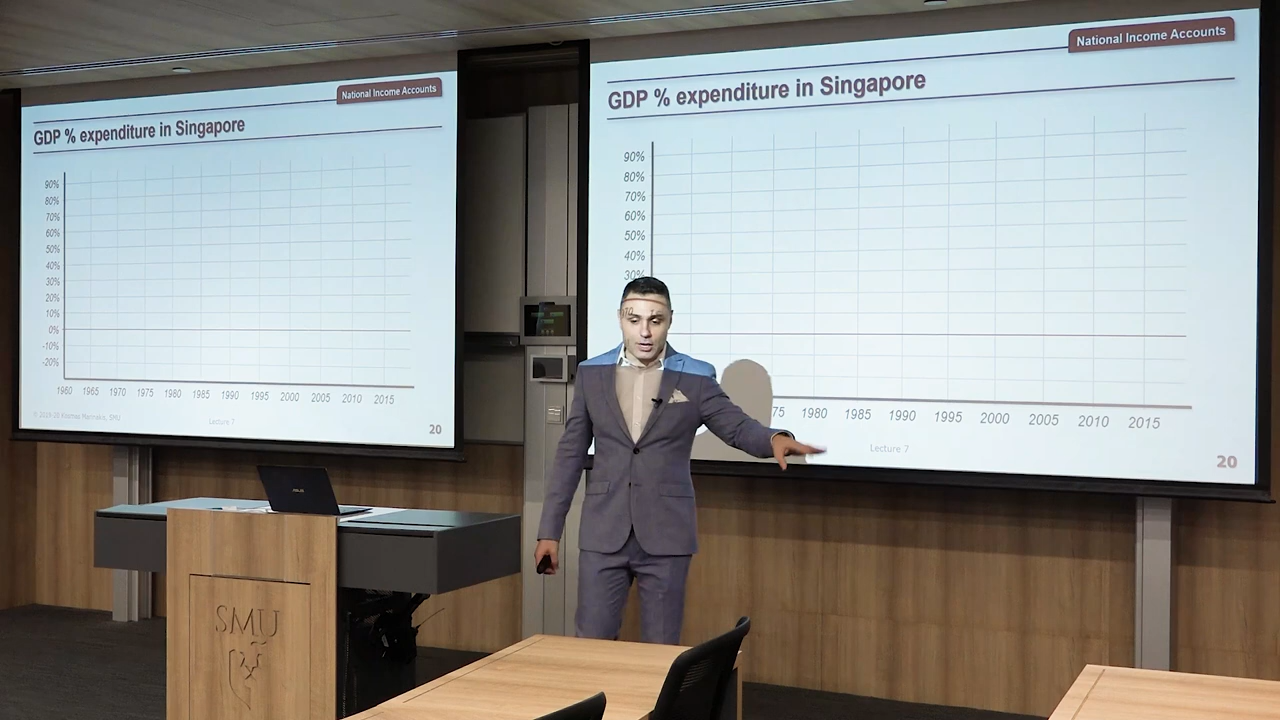 National Income Accounts
GDP % expenditure in Singapore
90%
80%
70%
60%
50%
40%
30%
20%
10%
0%
-10%
-20%
1960 1965 1970 1975 1980 1985 1990 1995 2000 2005 2010 2015
Lecture 7
20
National Income Accounts
GDP % expenditure in Singapore
90%
80%
70%
60%
50%
40%
30%
75 1980 1985 1990 1995 2000 2005 2010 2015
Lecture 7
20
ASUS
SMU